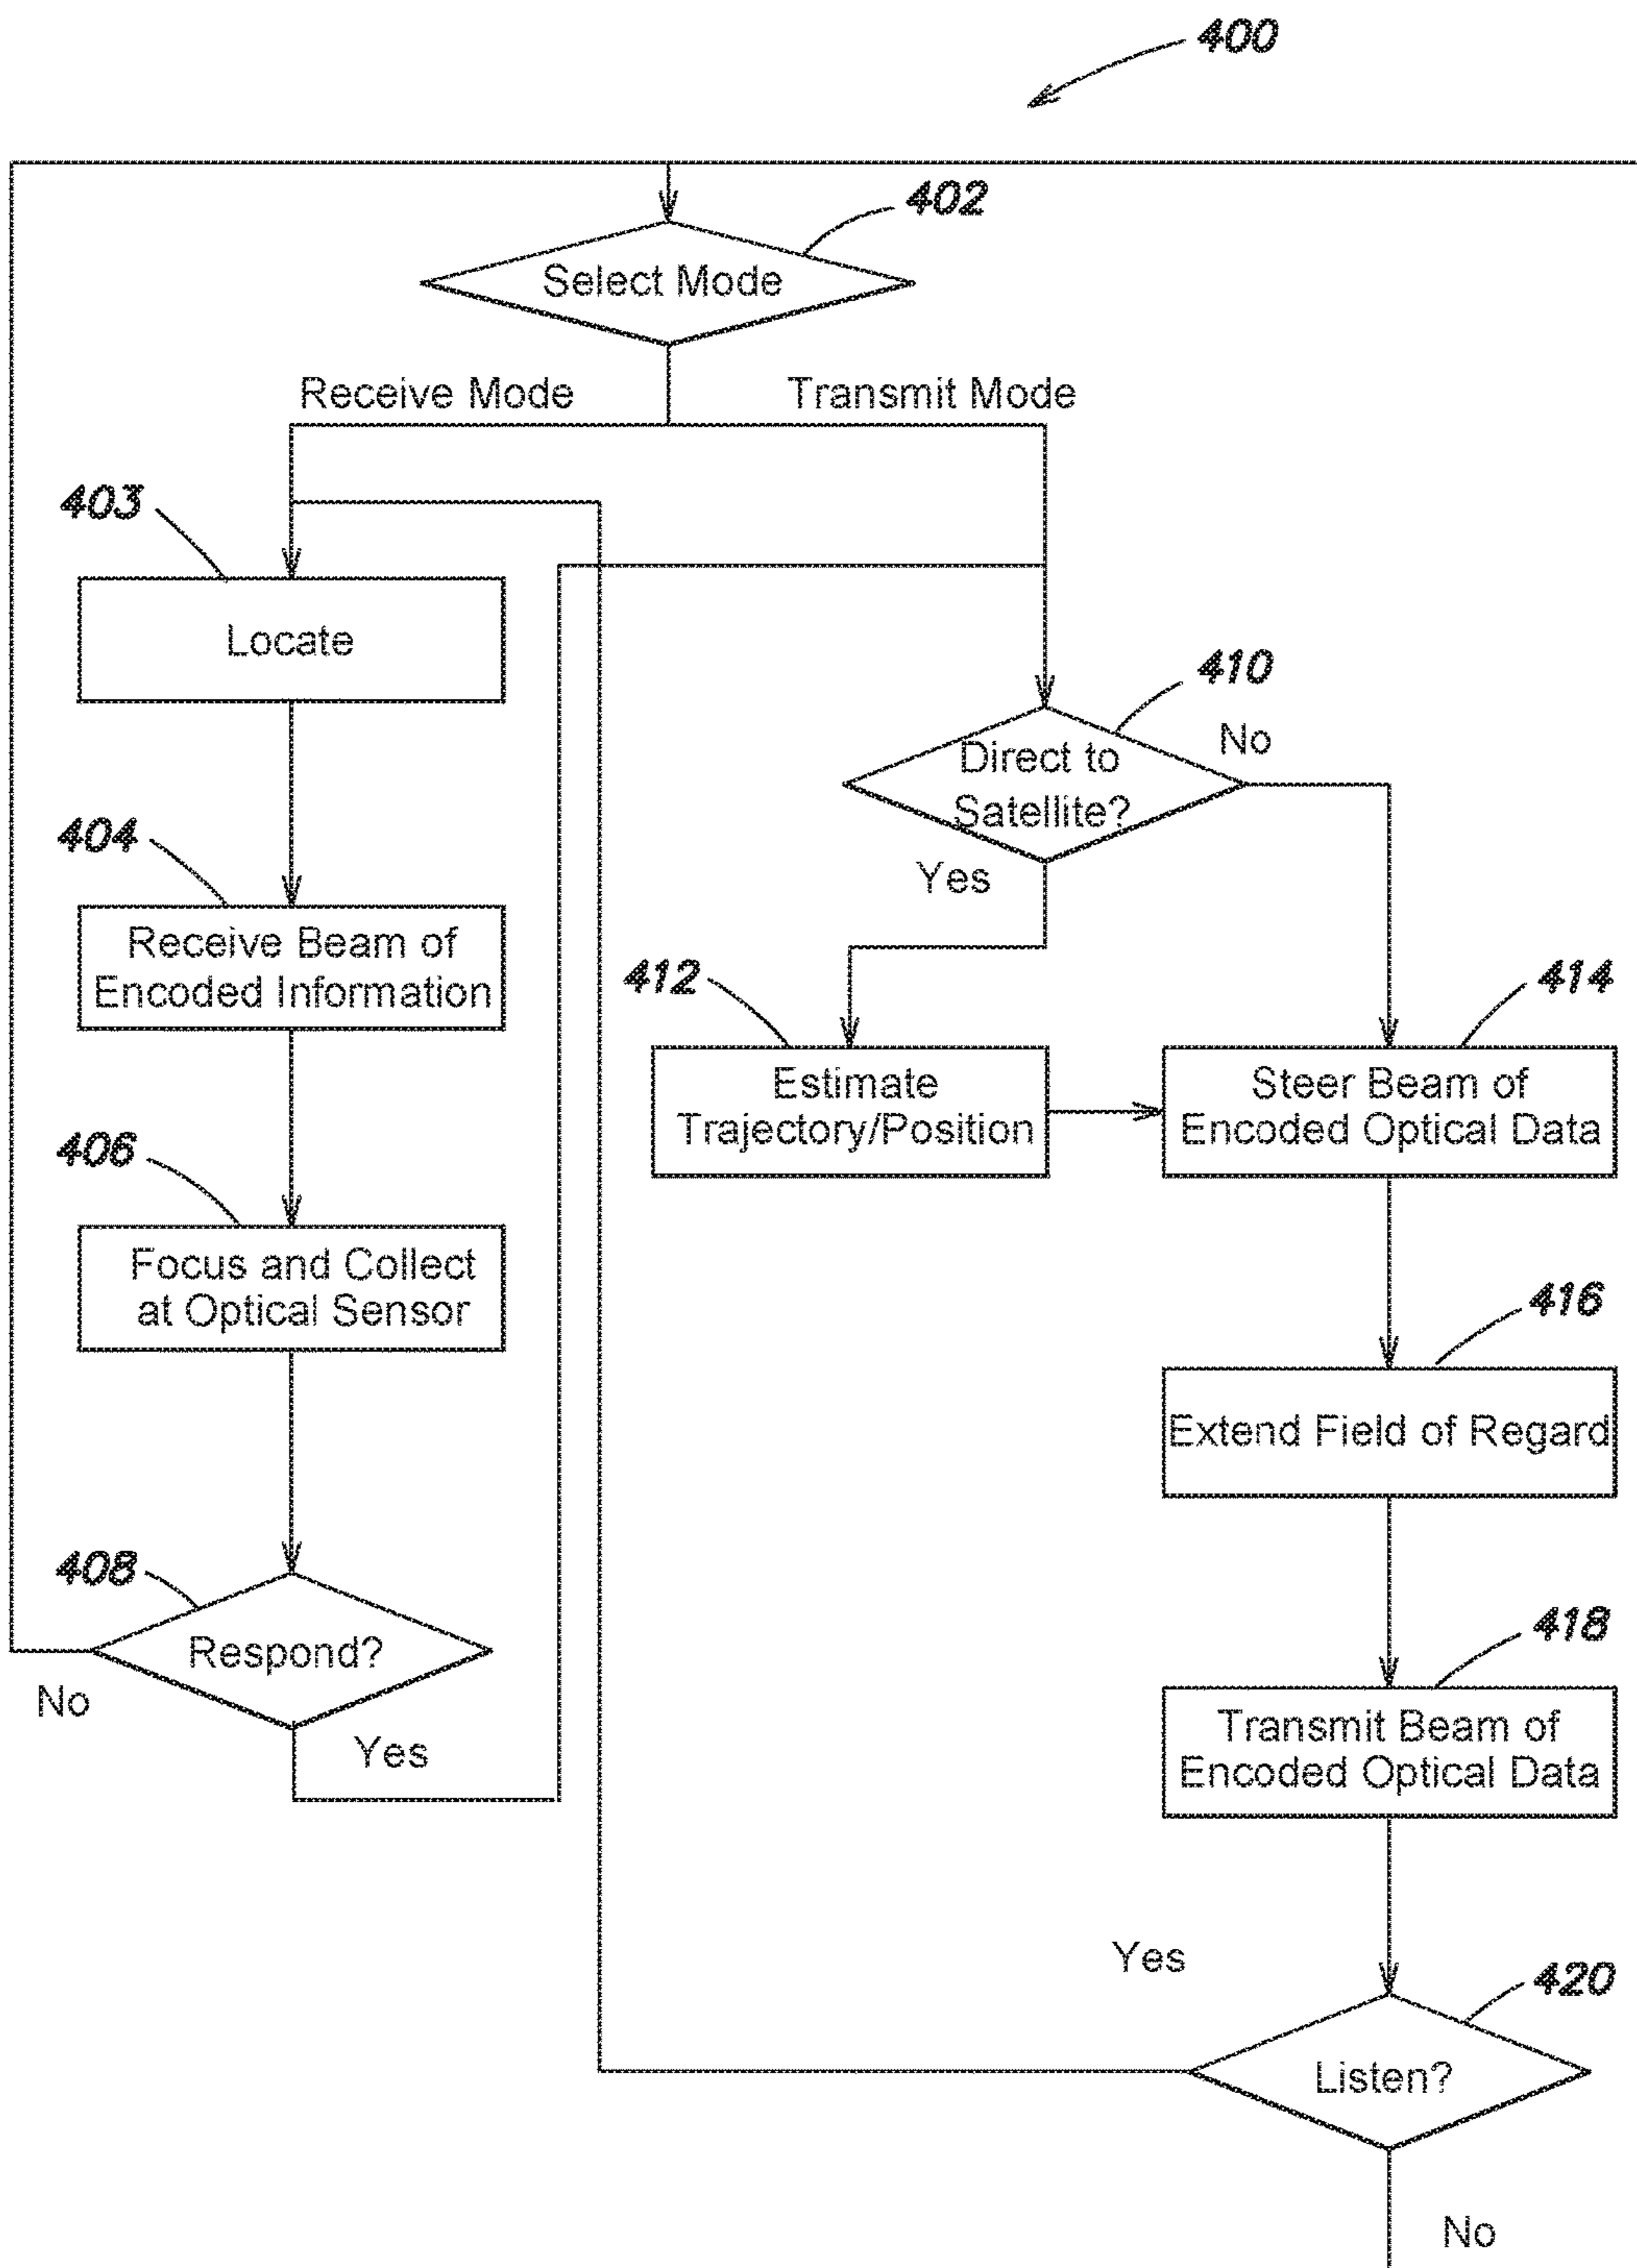 400
402
Select Mode
Receive Mode
Transmit Mode
403
Locate
410
Direct to
Satellite?
No
Yes
404
Receive Beam of
Encoded Information
412
Estimate
Trajectory/Position
414
Steer Beam of
Encoded Optical Data
406
Focus and Collect
at Optical Sensor
416
Extend Field of Regard
408
Respond?
No
Yes
418
Transmit Beam of
Encoded Optical Data
Yes
420
Listen?
No